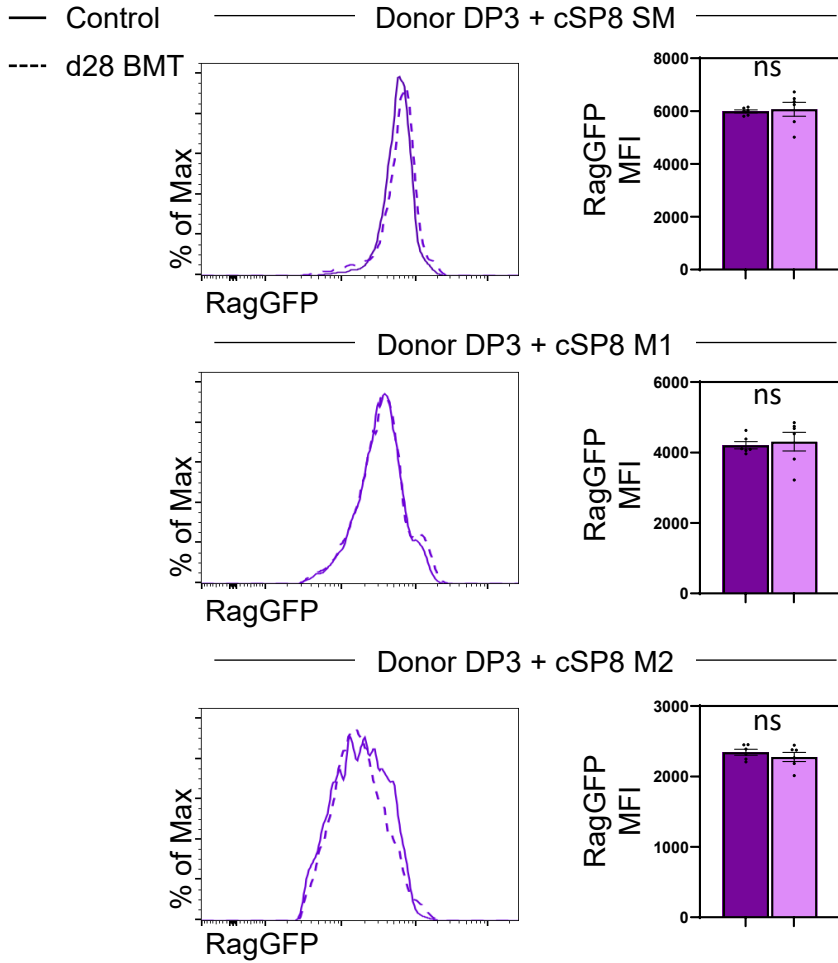 Control
d28 BMT
Donor DP3 + cSP8 SM
% of Max
RagGFP
RagGFP
MFI
8000
6000
4000
2000
0
ns
Donor DP3 + cSP8 M1
% of Max
RagGFP
RagGFP
MFI
6000
4000
2000
0
ns
Donor DP3 + cSP8 M2
% of Max
RagGFP
RagGFP
MFI
3000
2000
1000
0
ns